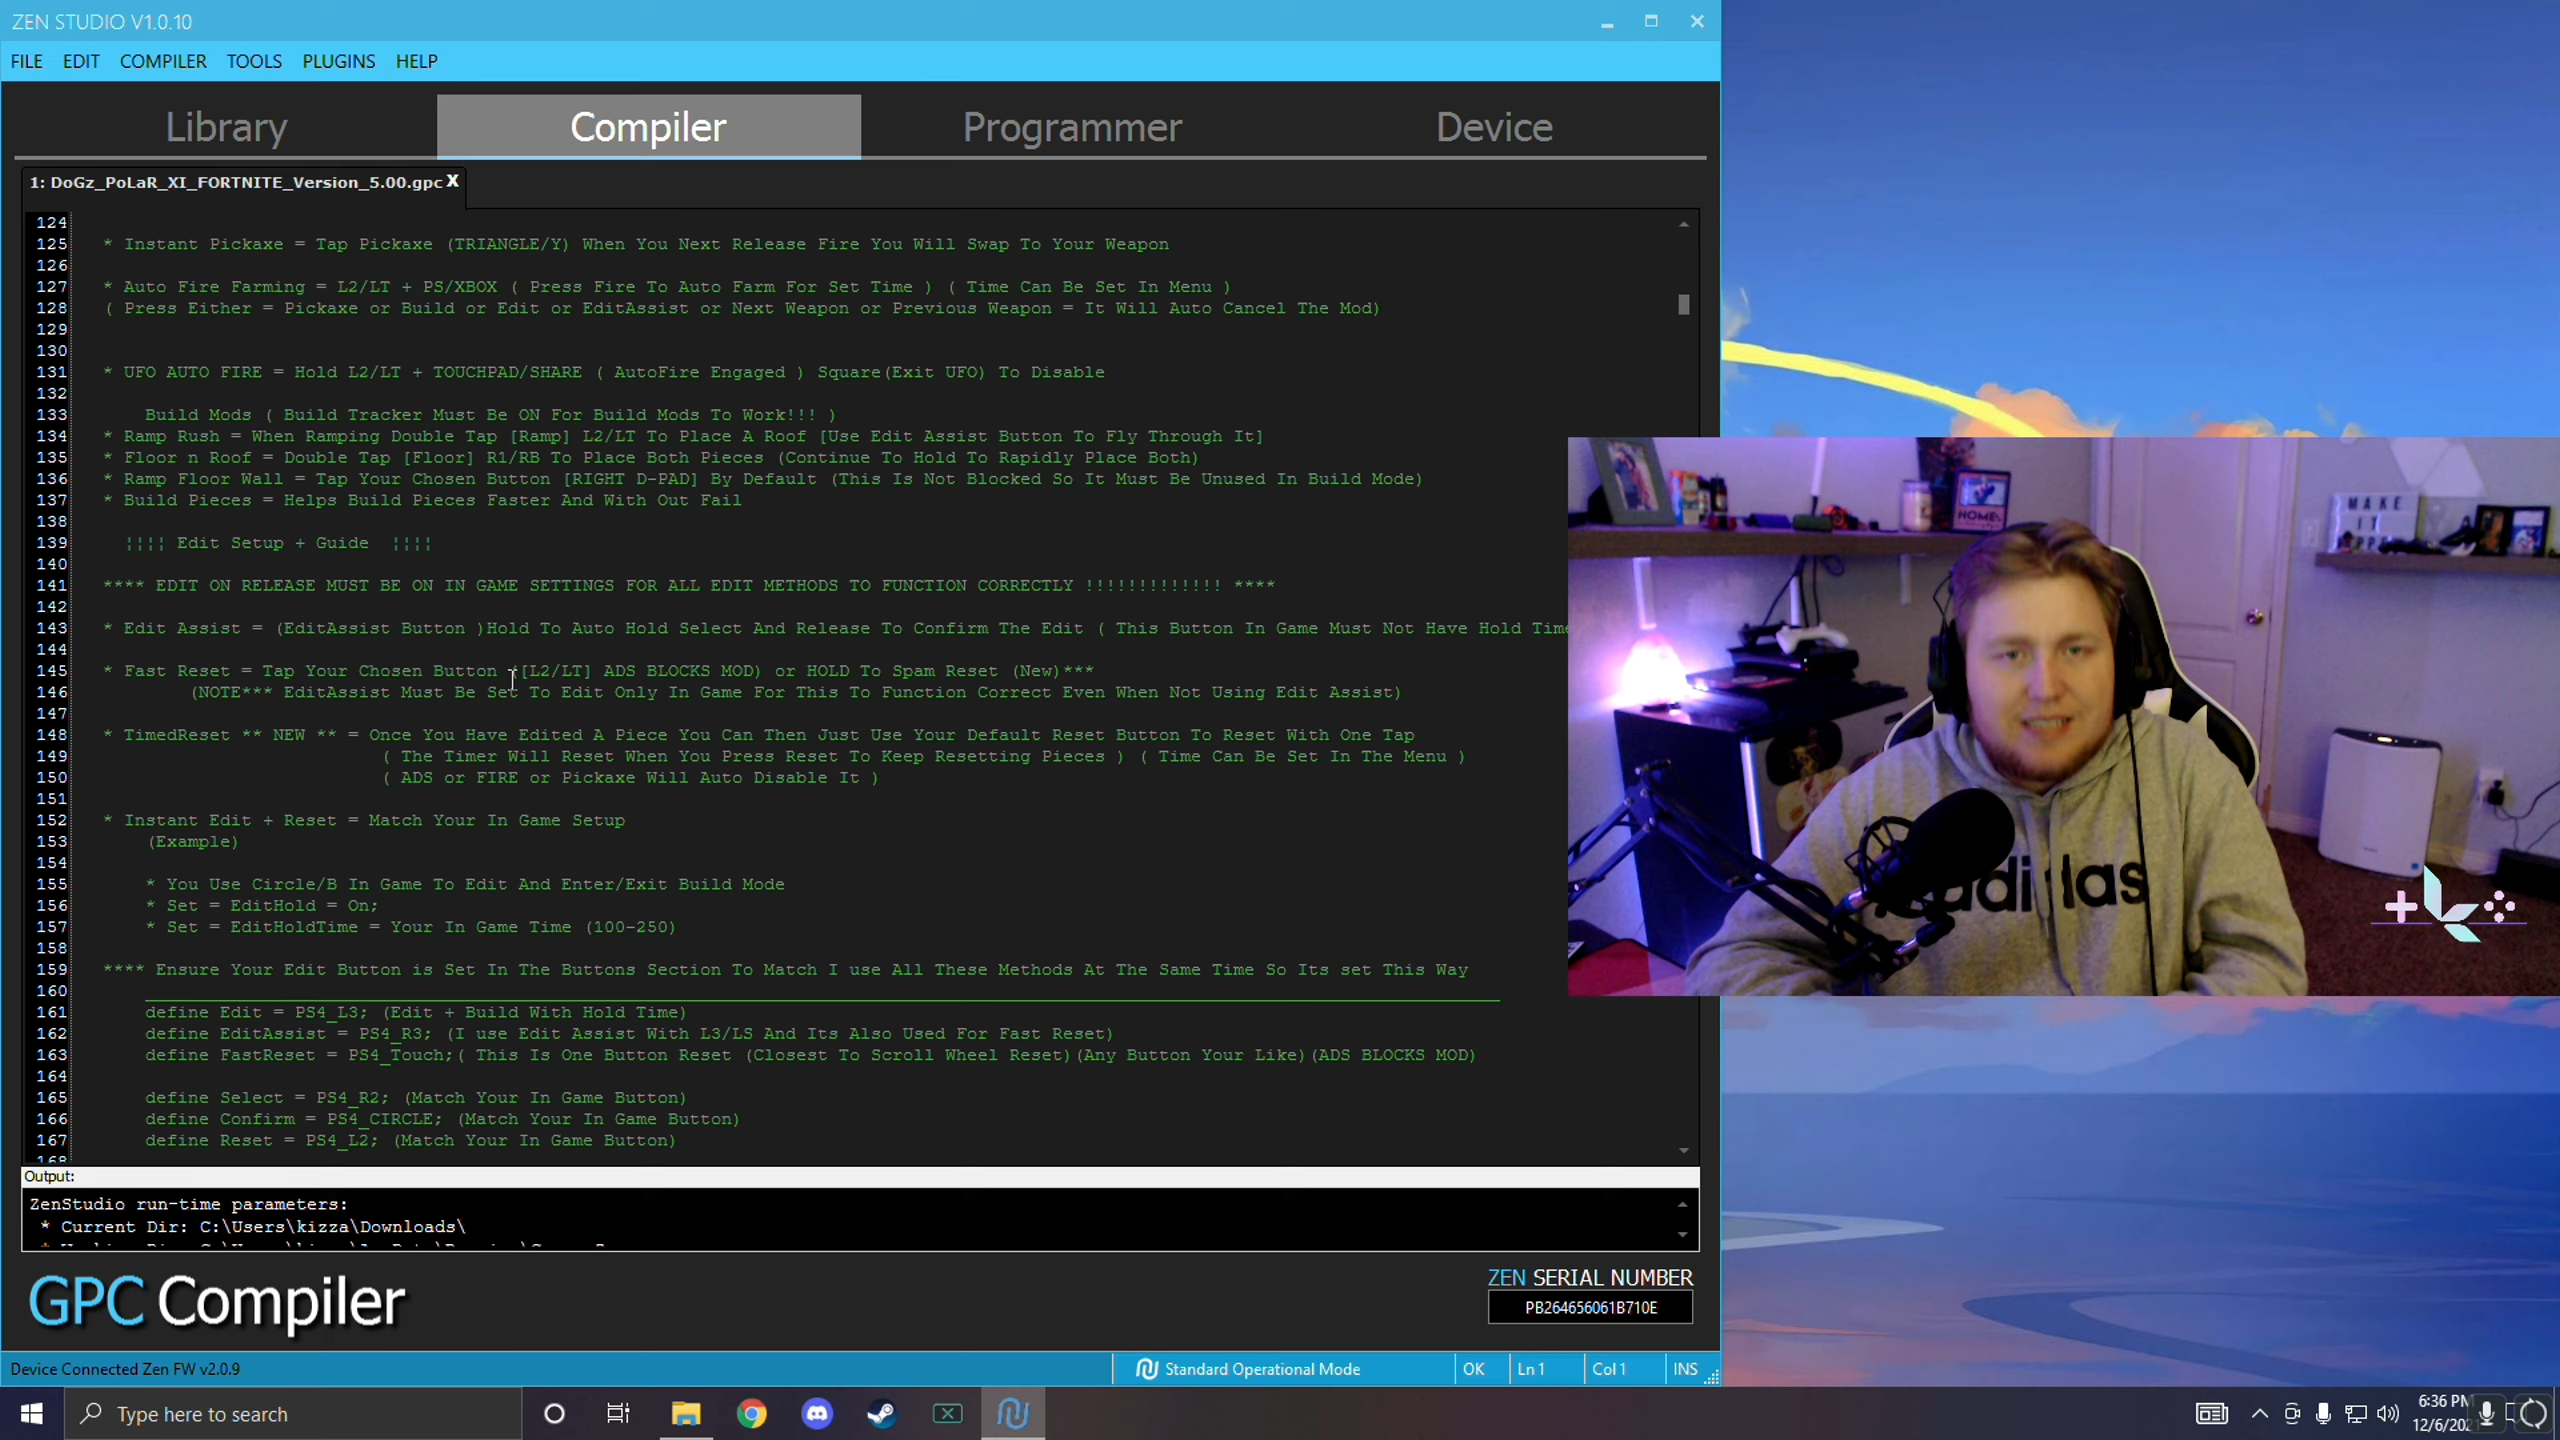 ZEN STUDIO V1.0.10
FILE EDIT COMPILER TOOLS PLUGINS HELP
Library Compiler Programmer Device
1: DoGz_PoLaR_XI_FORTNITE_Version_5.00.gpc X
124
125 * Instant Pickaxe = Tap Pickaxe (TRIANGLE/Y) When You Next Release Fire You Will Swap To Your Weapon
126
127 * Auto Fire Farming = L2/LT + PS/XBOX ( Press Fire To Auto Farm For Set Time ) ( Time Can Be Set In Menu )
128 ( Press Either = Pickaxe or Build or Edit or EditAssist or Next Weapon or Previous Weapon = It Will Auto Cancel The Mod)
129
130
131 * UFO AUTO FIRE = Hold L2/LT + TOUCHPAD/SHARE ( AutoFire Engaged ) Square(Exit UFO) To Disable
132
133 Build Mods ( Build Tracker Must Be ON For Build Mods To Work!!! )
134 * Ramp Rush = When Ramping Double Tap [Ramp] L2/LT To Place A Roof [Use Edit Assist Button To Fly Through It]
135 * Floor n Roof = Double Tap [Floor] R1/RB To Place Both Pieces (Continue To Hold To Rapidly Place Both)
136 * Ramp Floor Wall = Tap Your Chosen Button [RIGHT D-PAD] By Default (This Is Not Blocked So It Must Be Unused In Build Mode)
137 * Build Pieces = Helps Build Pieces Faster And With Out Fail
138
139 ¦¦¦¦ Edit Setup + Guide ¦¦¦¦
140
141 **** EDIT ON RELEASE MUST BE ON IN GAME SETTINGS FOR ALL EDIT METHODS TO FUNCTION CORRECTLY !!!!!!!!!!!!! ****
142
143 * Edit Assist = (EditAssist Button )Hold To Auto Hold Select And Release To Confirm The Edit ( This Button In Game Must Not Have Hold Time
144
145 * Fast Reset = Tap Your Chosen Button ([L2/LT] ADS BLOCKS MOD) or HOLD To Spam Reset (New)***
146 (NOTE*** EditAssist Must Be Set To Edit Only In Game For This To Function Correct Even When Not Using Edit Assist)
147
148 * TimedReset ** NEW ** = Once You Have Edited A Piece You Can Then Just Use Your Default Reset Button To Reset With One Tap
149 ( The Timer Will Reset When You Press Reset To Keep Resetting Pieces ) ( Time Can Be Set In The Menu )
150 ( ADS or FIRE or Pickaxe Will Auto Disable It )
151
152 * Instant Edit + Reset = Match Your In Game Setup
153 (Example)
154
155 * You Use Circle/B In Game To Edit And Enter/Exit Build Mode
156 * Set = EditHold = On;
157 * Set = EditHoldTime = Your In Game Time (100-250)
158
159 **** Ensure Your Edit Button is Set In The Buttons Section To Match I use All These Methods At The Same Time So Its set This Way
160
161 define Edit = PS4_L3; (Edit + Build With Hold Time)
162 define EditAssist = PS4_R3; (I use Edit Assist With L3/LS And Its Also Used For Fast Reset)
163 define FastReset = PS4_Touch;( This Is One Button Reset (Closest To Scroll Wheel Reset)(Any Button Your Like)(ADS BLOCKS MOD)
164
165 define Select = PS4_R2; (Match Your In Game Button)
166 define Confirm = PS4_CIRCLE; (Match Your In Game Button)
167 define Reset = PS4_L2; (Match Your In Game Button)
168
Output:
ZenStudio run-time parameters:
* Current Dir: C:\Users\kizza\Downloads\
GPC Compiler
ZEN SERIAL NUMBER
PB264656061B710E
Device Connected Zen FW v2.0.9
Standard Operational Mode OK Ln 1 Col 1 INS
Type here to search
6:36 PM
12/6/202
HOME
MAKE
IT
adidas